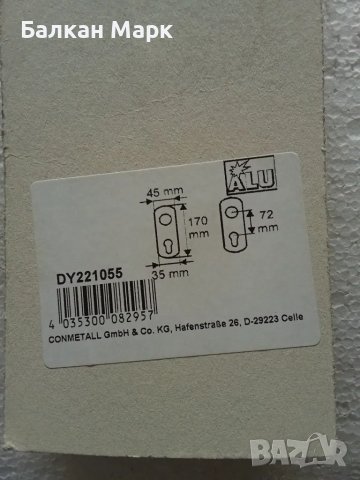 Балкан Марк
ALU
45 mm
170 mm
72 mm
35 mm
DY221055
4 035300 082957
CONMETALL GmbH & Co. KG, Hafenstraße 26, D-29223 Celle
BAZAR